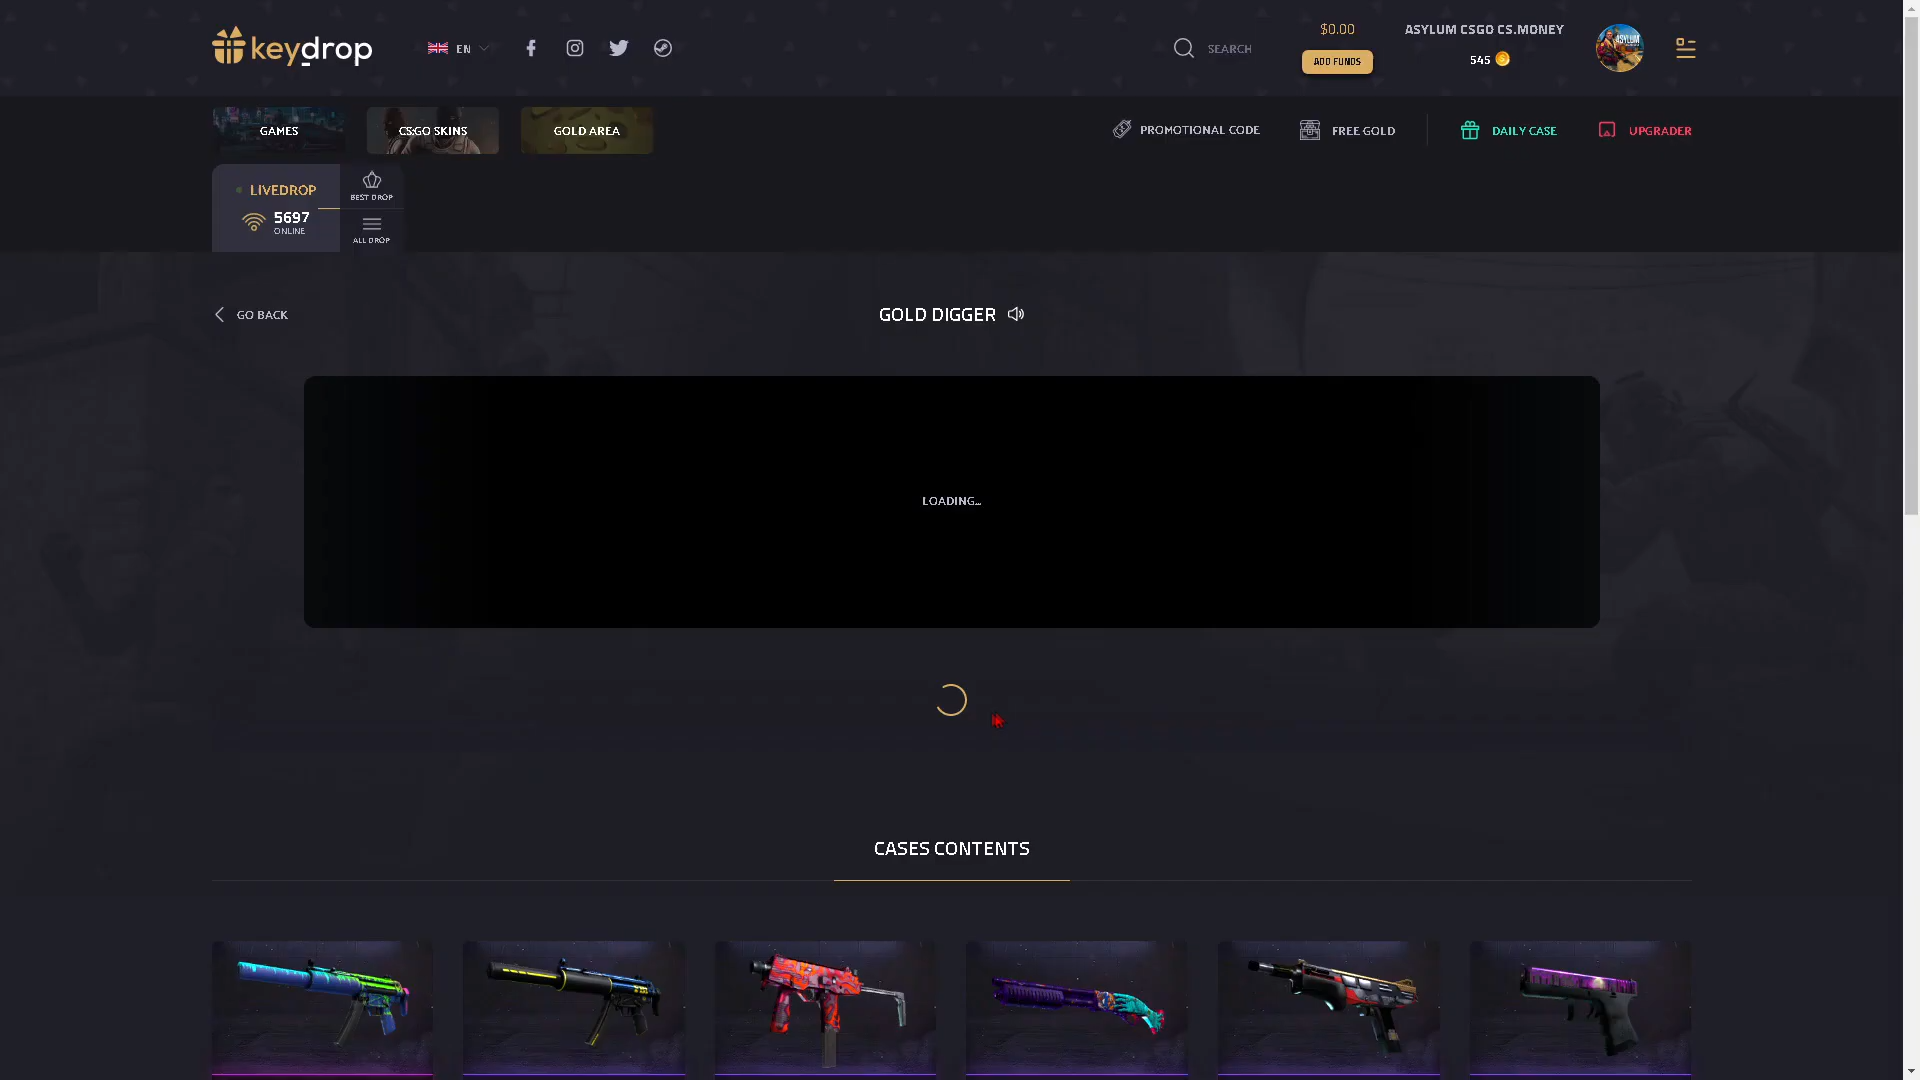 keydrop
EN
SEARCH
$0.00
ADD FUNDS
ASYLUM CSGO CS.MONEY
545
ASYLUM
GAMES
CS:GO SKINS
GOLD AREA
PROMOTIONAL CODE
FREE GOLD
DAILY CASE
UPGRADER
LIVEDROP
5697
ONLINE
BEST DROP
ALL DROP
GO BACK
GOLD DIGGER
LOADING...
CASES CONTENTS